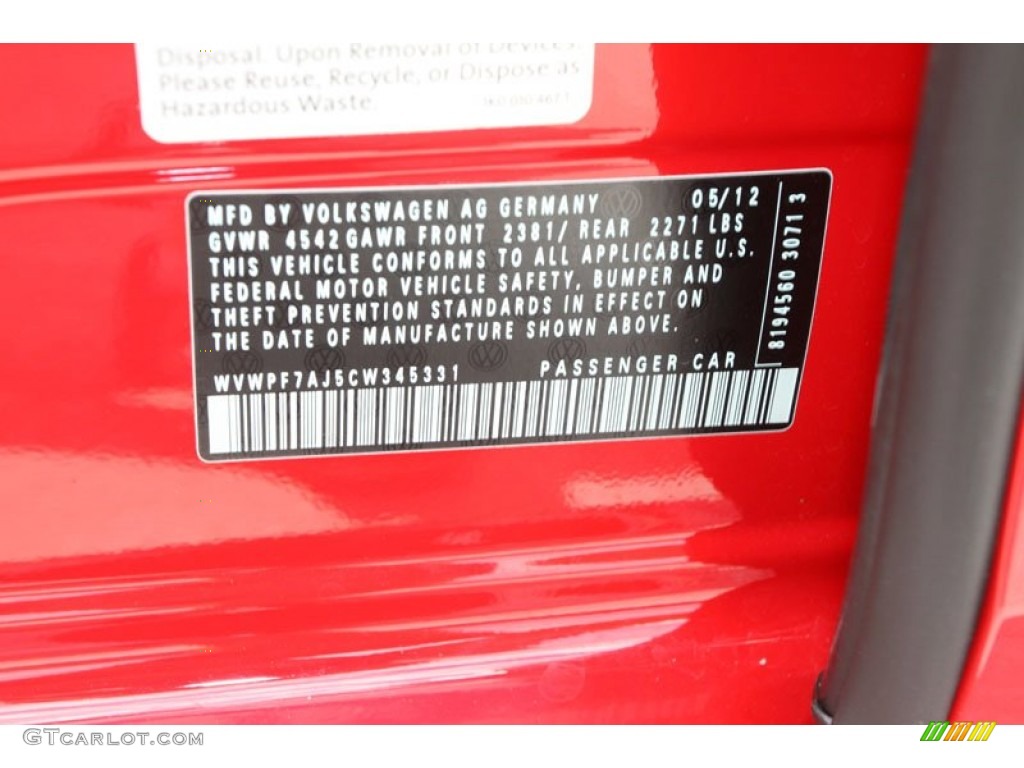 Disposal. Upon Removal of Devices.
Please Reuse, Recycle, or Dispose as
Hazardous Waste.
MFD BY VOLKSWAGEN AG GERMANY 05/12
GVWR 4542 GAWR FRONT 2381/ REAR 2271 LBS
THIS VEHICLE CONFORMS TO ALL APPLICABLE U.S.
FEDERAL MOTOR VEHICLE SAFETY, BUMPER AND
THEFT PREVENTION STANDARDS IN EFFECT ON
THE DATE OF MANUFACTURE SHOWN ABOVE.
WVWPF7AJ5CW345331 PASSENGER CAR
8194560 3071 3
GTCARLOT.COM